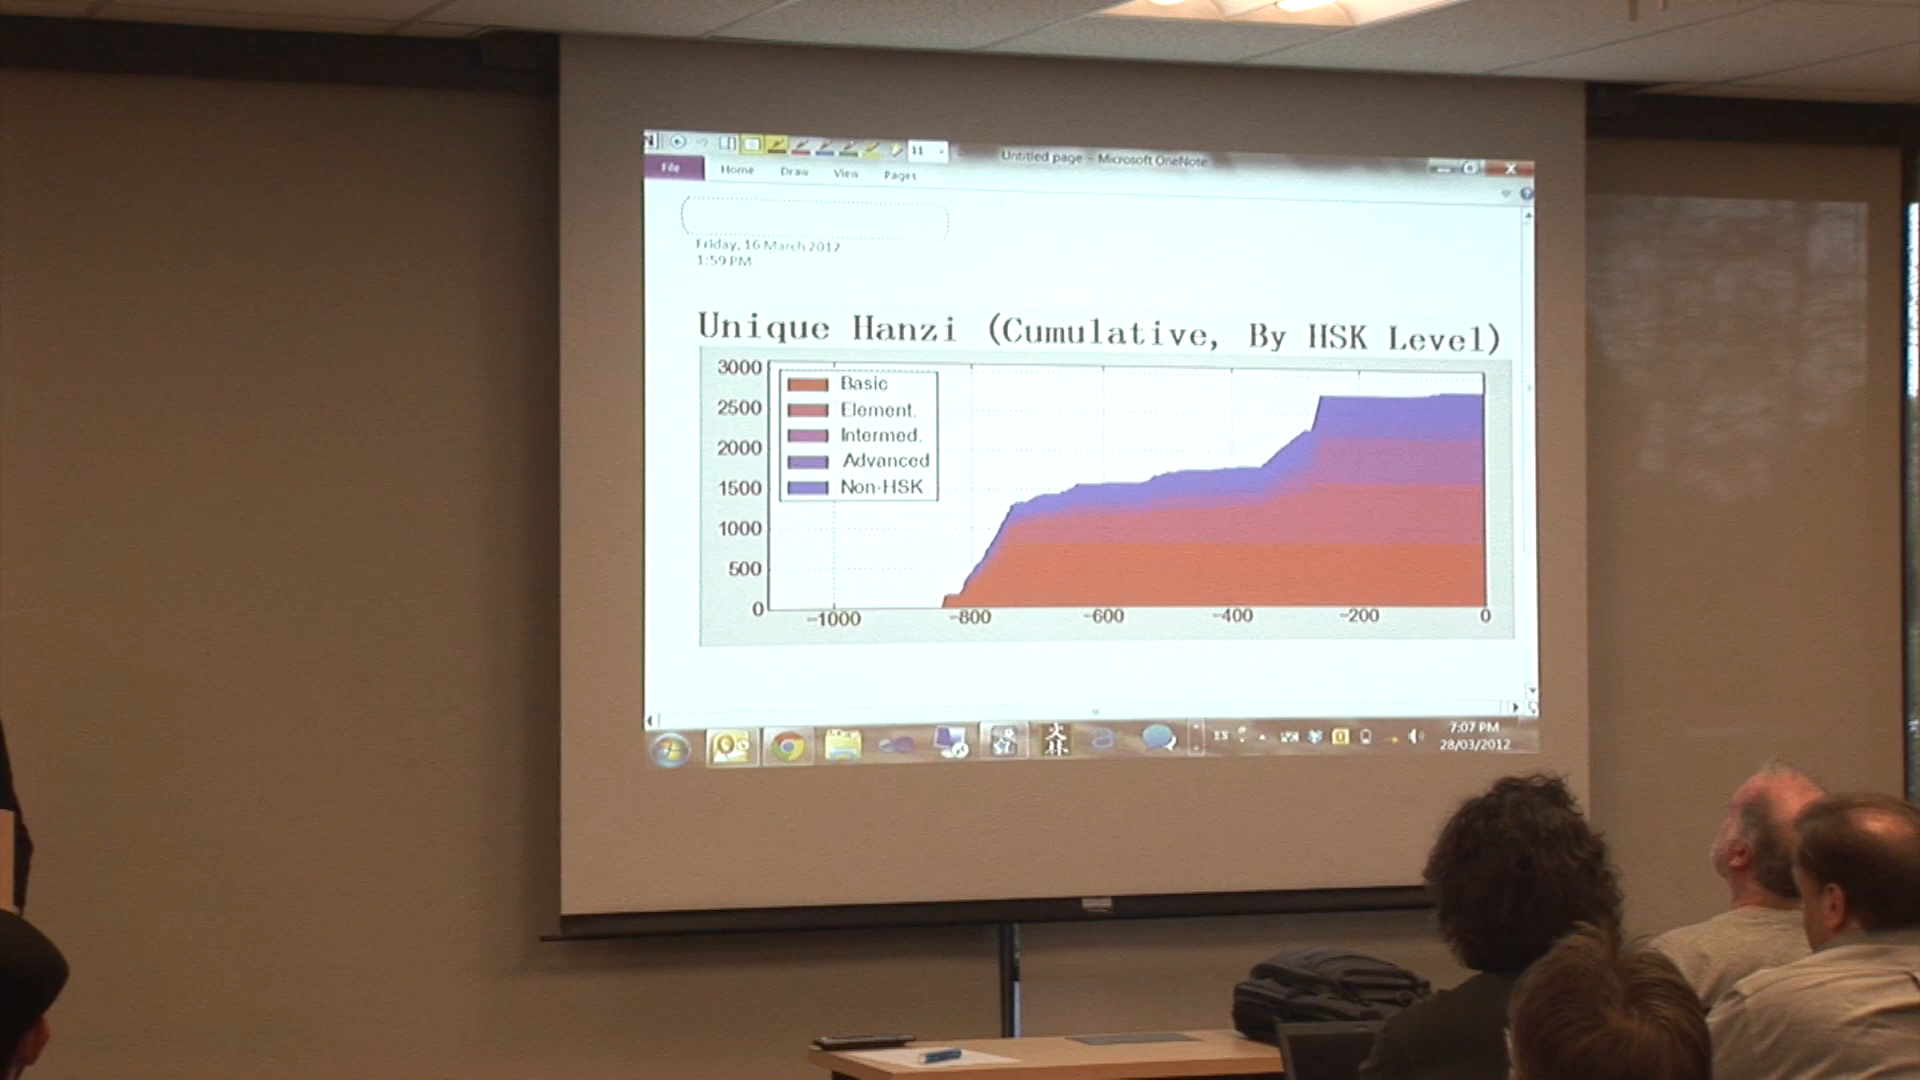 11
Untitled page - Microsoft OneNote
File Home Draw View Pages
Friday, 16 March 2012
1:59 PM
Unique Hanzi (Cumulative, By HSK Level)
3000
2500
2000
1500
1000
500
0
Basic
Element.
Intermed.
Advanced
Non-HSK
-1000 -800 -600 -400 -200 0
ES
7:07 PM
28/03/2012